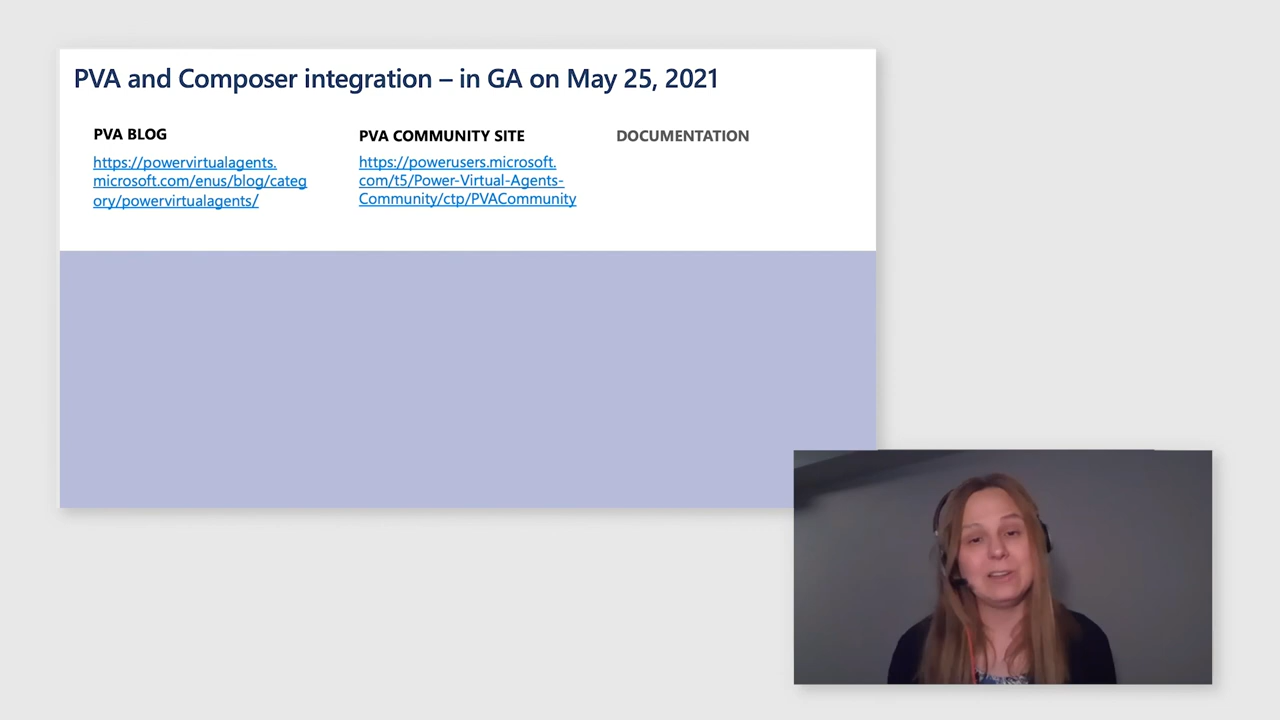 PVA and Composer integration – in GA on May 25, 2021
PVA BLOG
https://powervirtualagents.
microsoft.com/enus/blog/categ
ory/powervirtualagents/
PVA COMMUNITY SITE
https://powerusers.microsoft.
com/t5/Power-Virtual-Agents-
Community/ctp/PVACommunity
DOCUMENTATION